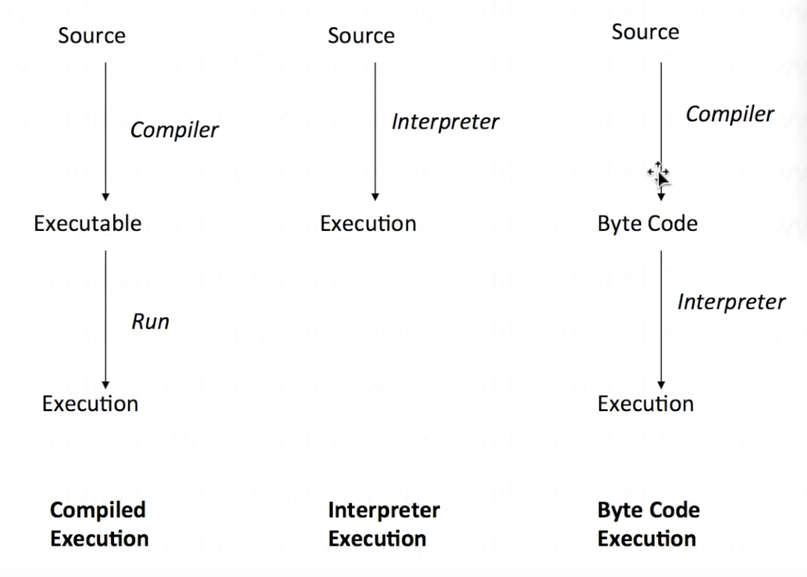 Source
Compiler
Executable
Run
Execution
Compiled
Execution
Source
Interpreter
Execution
Interpreter
Execution
Source
Compiler
Byte Code
Interpreter
Execution
Byte Code
Execution